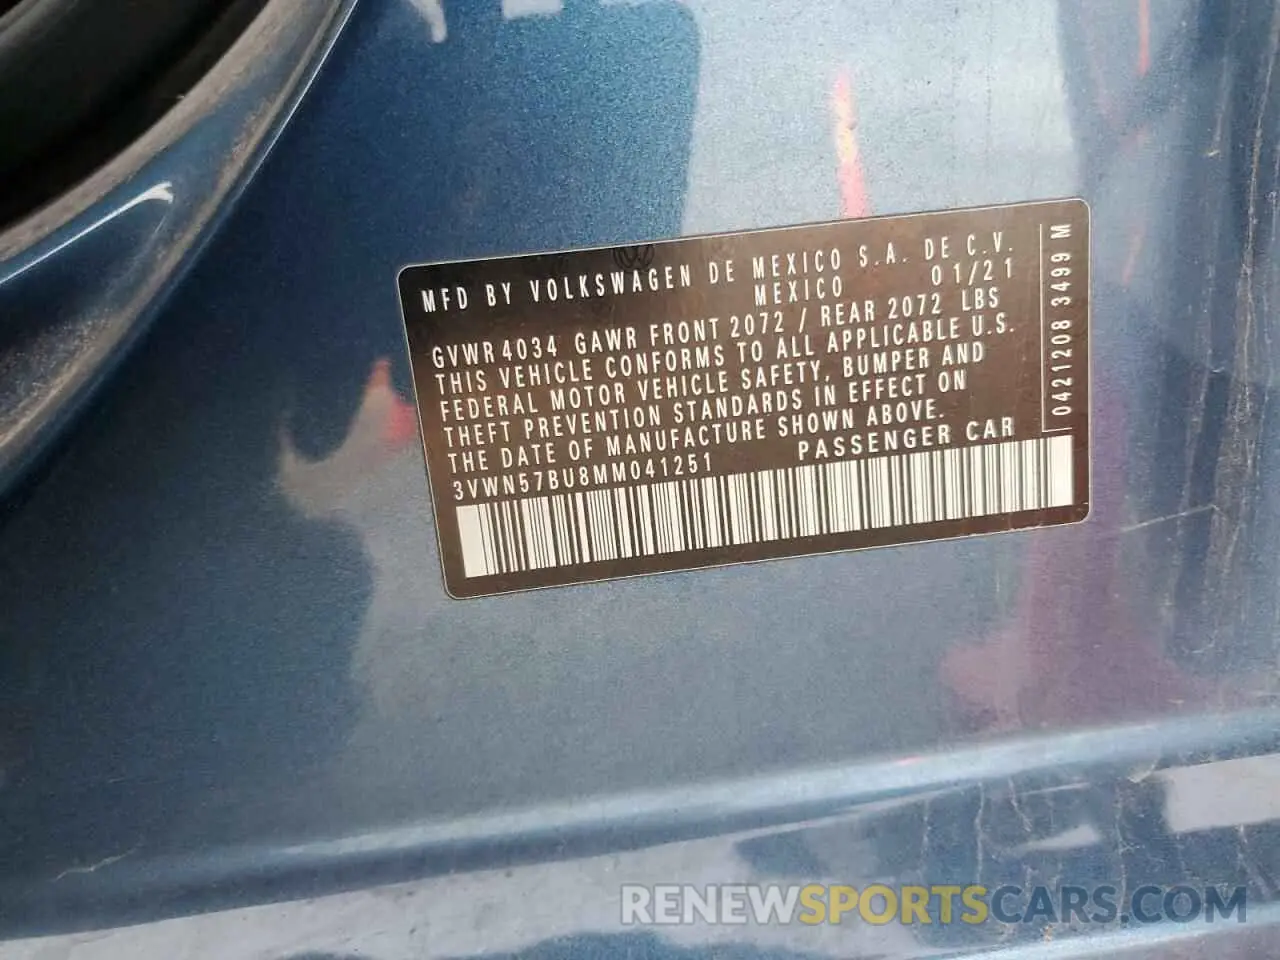 MFD BY VOLKSWAGEN DE MEXICO S.A. DE C.V.
MEXICO 01/21
GVWR 4034 GAWR FRONT 2072 / REAR 2072 LBS
THIS VEHICLE CONFORMS TO ALL APPLICABLE U.S.
FEDERAL MOTOR VEHICLE SAFETY, BUMPER AND
THEFT PREVENTION STANDARDS IN EFFECT ON
THE DATE OF MANUFACTURE SHOWN ABOVE.
3VWN57BU8MM041251 PASSENGER CAR
0421208 3499 M
RENEWSPORTSCARS.COM